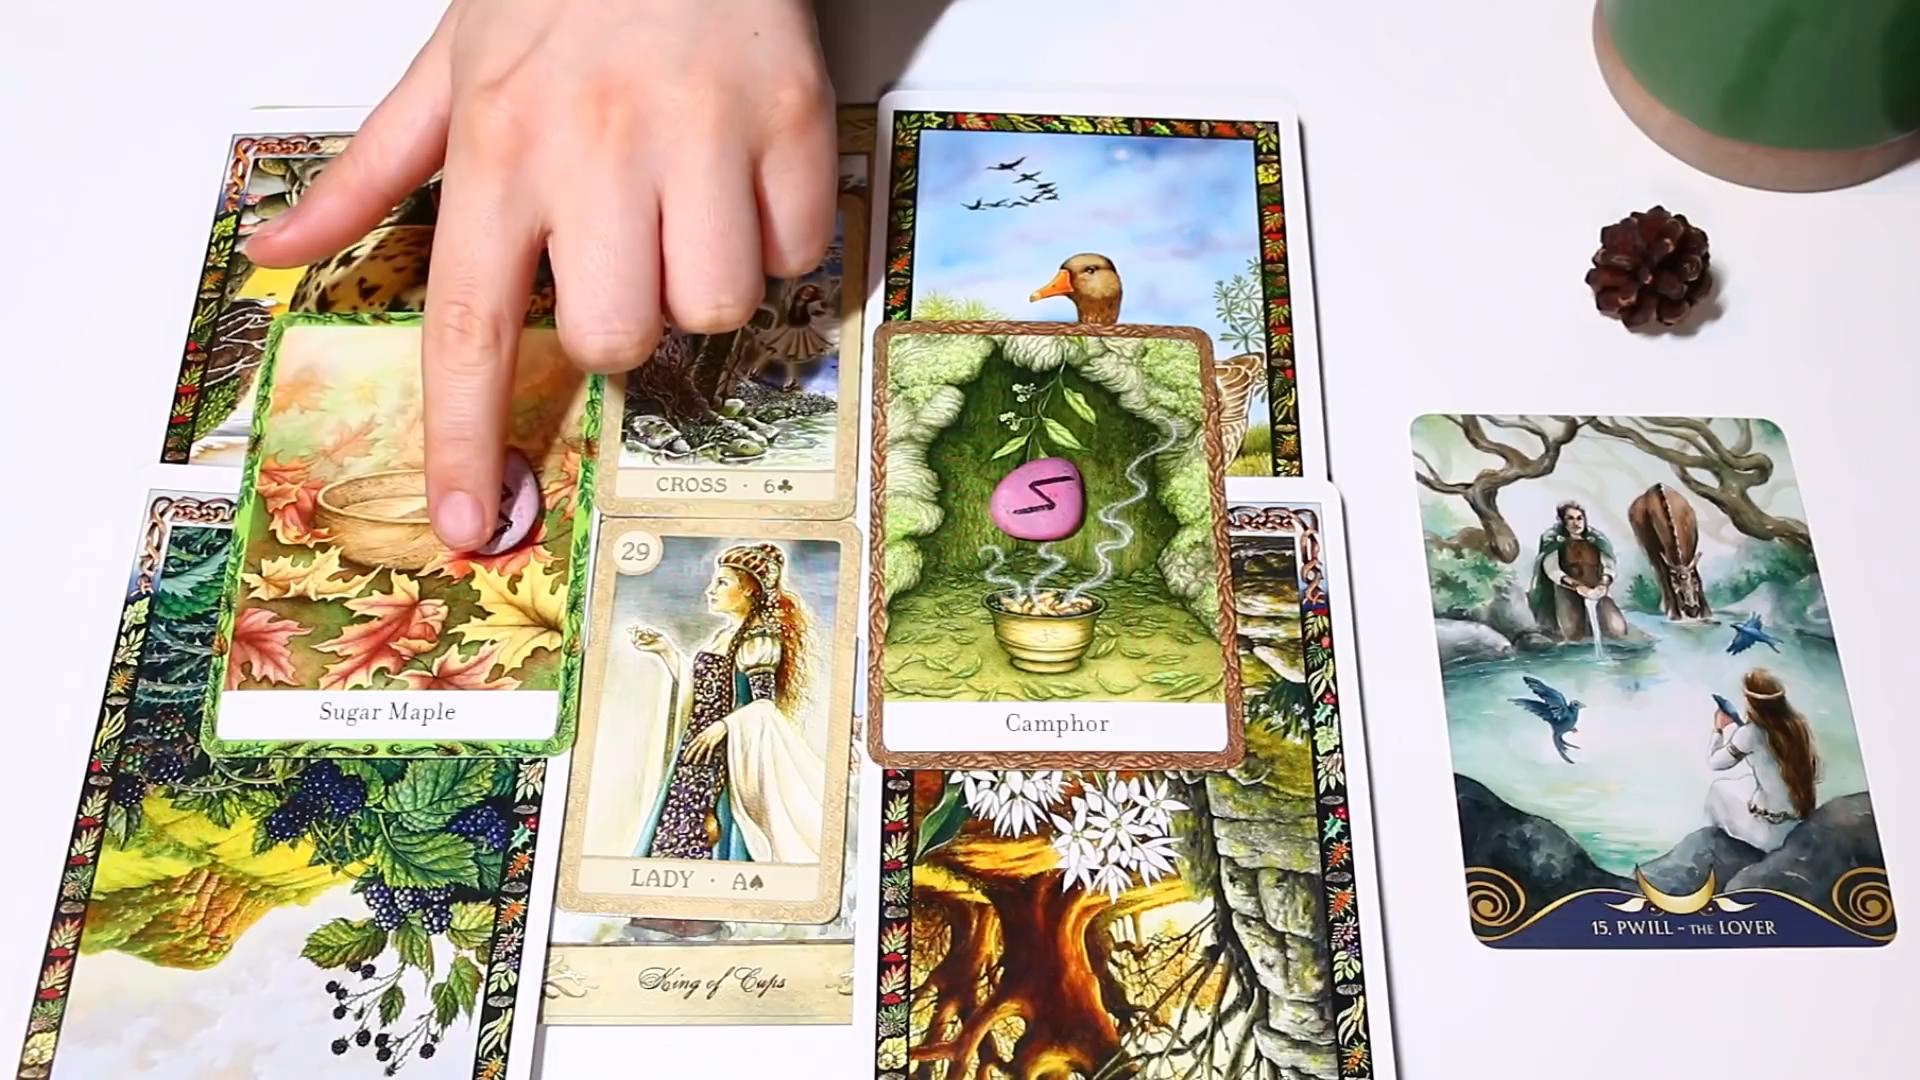 CROSS · 6♣
29
Sugar Maple
Camphor
LADY · A♠
King of Cups
15. PWILL - THE LOVER